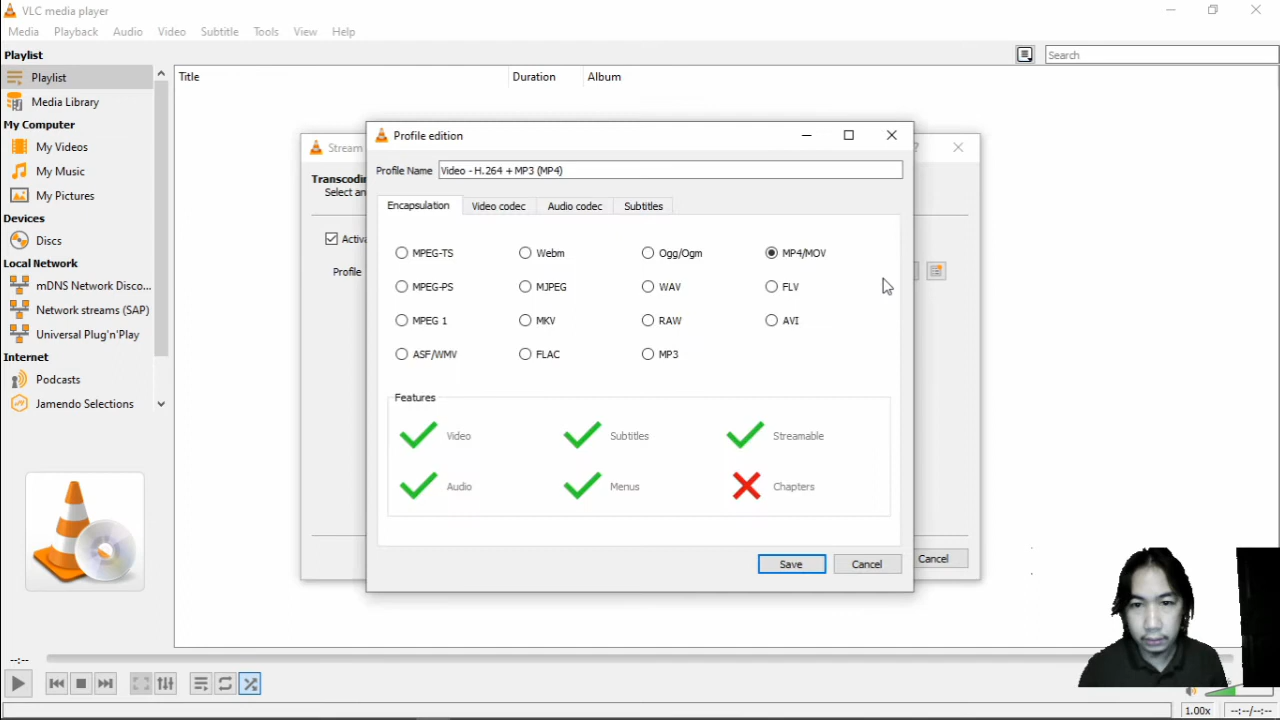 VLC media player
Media Playback Audio Video Subtitle Tools View Help
Playlist
Search
Playlist
Title Duration Album
Media Library
My Computer
My Videos
My Music
My Pictures
Devices
Discs
Local Network
mDNS Network Disco...
Network streams (SAP)
Universal Plug'n'Play
Internet
Podcasts
Jamendo Selections
Stream
?
Transcodin
Select an
Activa
Profile
Cancel
Profile edition
Profile Name Video - H.264 + MP3 (MP4)
Encapsulation Video codec Audio codec Subtitles
MPEG-TS Webm Ogg/Ogm MP4/MOV
MPEG-PS MJPEG WAV FLV
MPEG 1 MKV RAW AVI
ASF/WMV FLAC MP3
Features
Video Subtitles Streamable
Audio Menus Chapters
Save Cancel
--:--
1.00x --:--/--:--